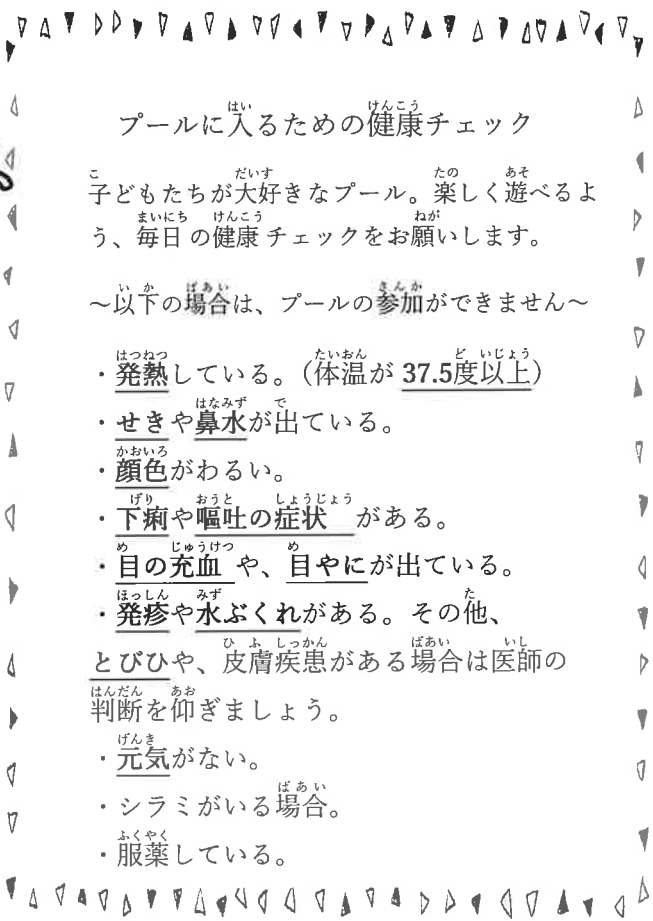 プールに入るための健康チェック
子どもたちが大好きなプール。楽しく遊べるよ
う、毎日の健康チェックをお願いします。
～以下の場合は、プールの参加ができません～
・発熱している。（体温が 37.5度以上）
・せきや鼻水が出ている。
・顔色がわるい。
・下痢や嘔吐の症状 がある。
・目の充血 や、目やにが出ている。
・発疹や水ぶくれがある。その他、
とびひや、皮膚疾患がある場合は医師の
判断を仰ぎましょう。
・元気がない。
・シラミがいる場合。
・服薬している。